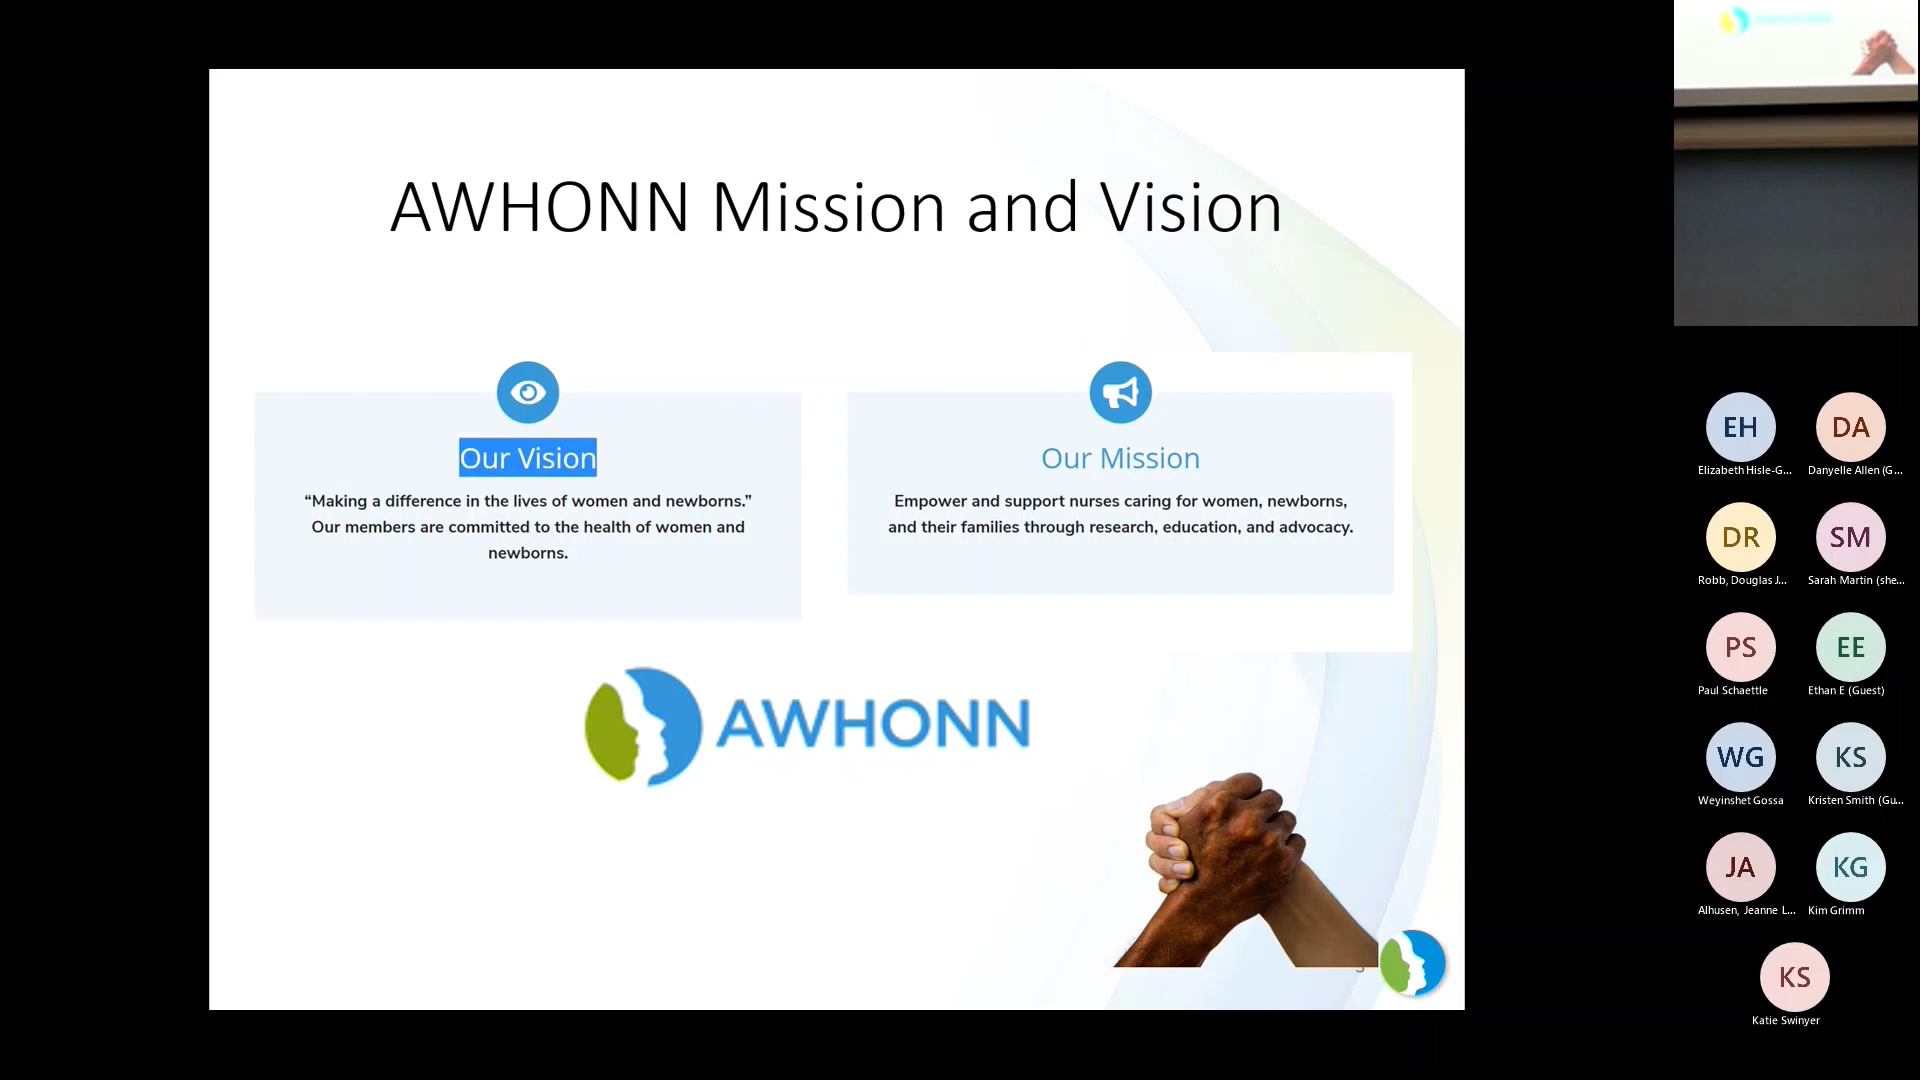 AWHONN Mission and Vision
Our Vision
“Making a difference in the lives of women and newborns.”
Our members are committed to the health of women and
newborns.
Our Mission
Empower and support nurses caring for women, newborns,
and their families through research, education, and advocacy.
AWHONN
EH
Elizabeth Hisle-G...
DA
Danyelle Allen (G...
DR
Robb, Douglas J...
SM
Sarah Martin (she...
PS
Paul Schaettle
EE
Ethan E (Guest)
WG
Weyinshet Gossa
KS
Kristen Smith (Gu...
JA
Alhusen, Jeanne L...
KG
Kim Grimm
KS
Katie Swinyer